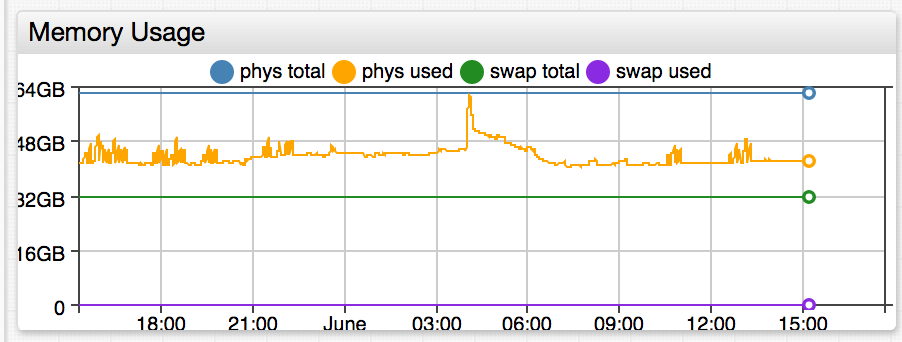 Memory Usage
phys total phys used swap total swap used
64GB
48GB
32GB
16GB
0
18:00 21:00 June 03:00 06:00 09:00 12:00 15:00